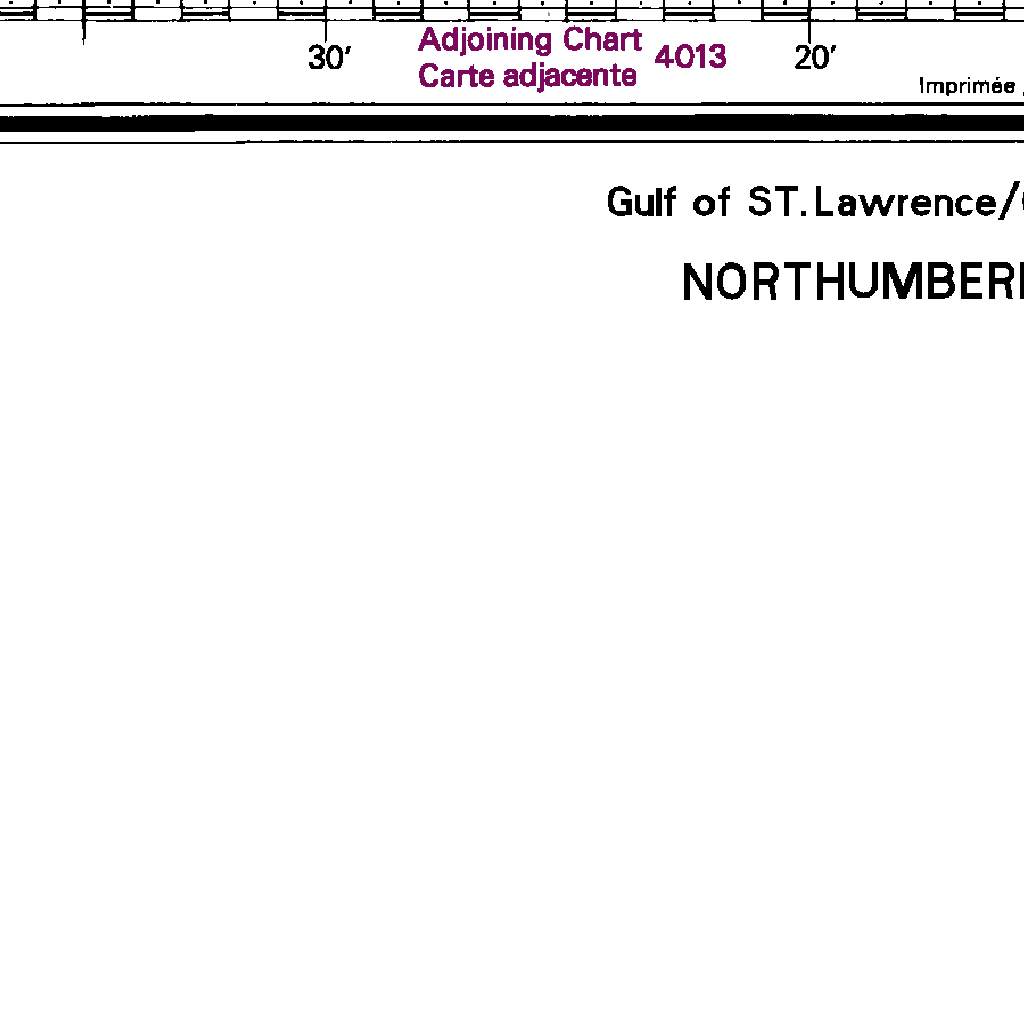 30′
Adjoining Chart
Carte adjacente
4013
20′
Imprimée
Gulf of ST.Lawrence/
NORTHUMBER